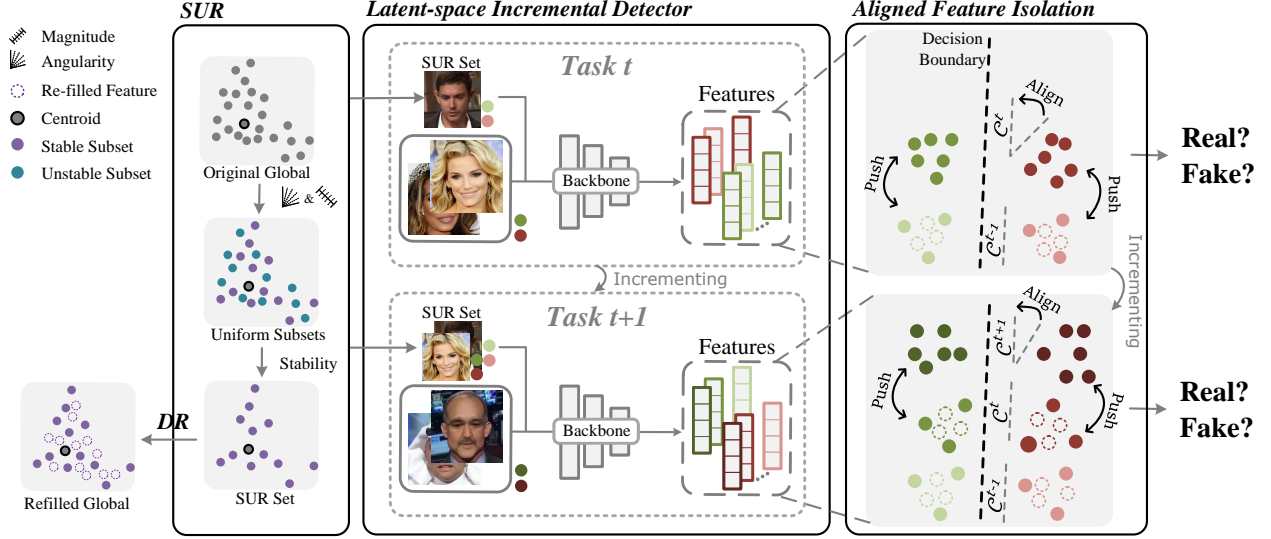 SUR
Latent-space Incremental Detector
Aligned Feature Isolation
Magnitude
Angularity
Re-filled Feature
Centroid
Stable Subset
Unstable Subset
Original Global
&
Uniform Subsets
Stability
SUR Set
DR
Refilled Global
Task t
SUR Set
Features
Backbone
Incrementing
Task t+1
SUR Set
Features
Backbone
Decision
Boundary
Align
C^t
Push
Push
C^{t-1}
Incrementing
Align
C^{t+1}
Push
C^t
Push
C^{t-1}
Real?
Fake?
Real?
Fake?